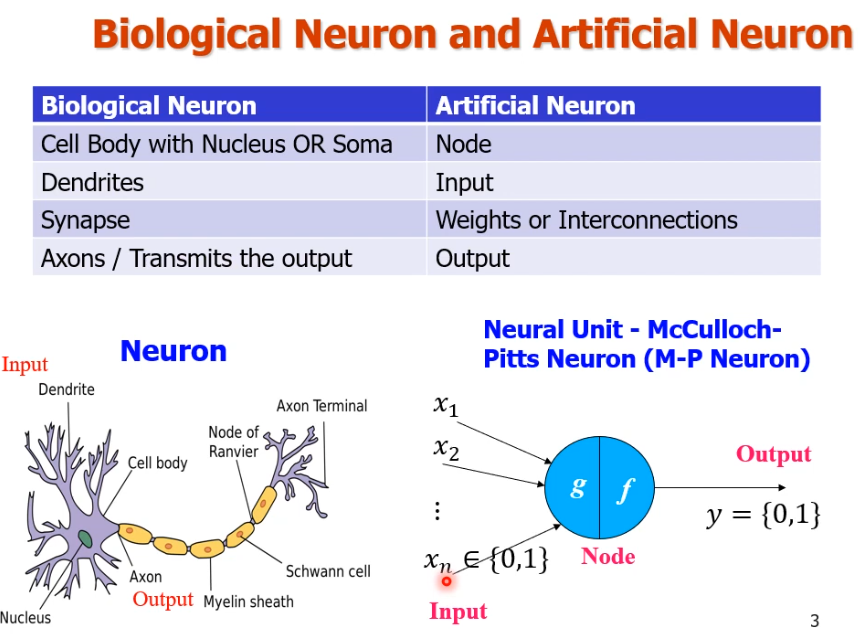 Biological Neuron and Artificial Neuron
Biological Neuron Artificial Neuron
Cell Body with Nucleus OR Soma Node
Dendrites Input
Synapse Weights or Interconnections
Axons / Transmits the output Output
Neuron
Input
Dendrite
Axon Terminal
Node of
Ranvier
Cell body
Axon
Schwann cell
Output
Myelin sheath
Nucleus
Neural Unit - McCulloch-
Pitts Neuron (M-P Neuron)
x₁
x₂
⋮
xₙ ∈ {0,1}
g f
Output
y = {0,1}
Node
Input
3